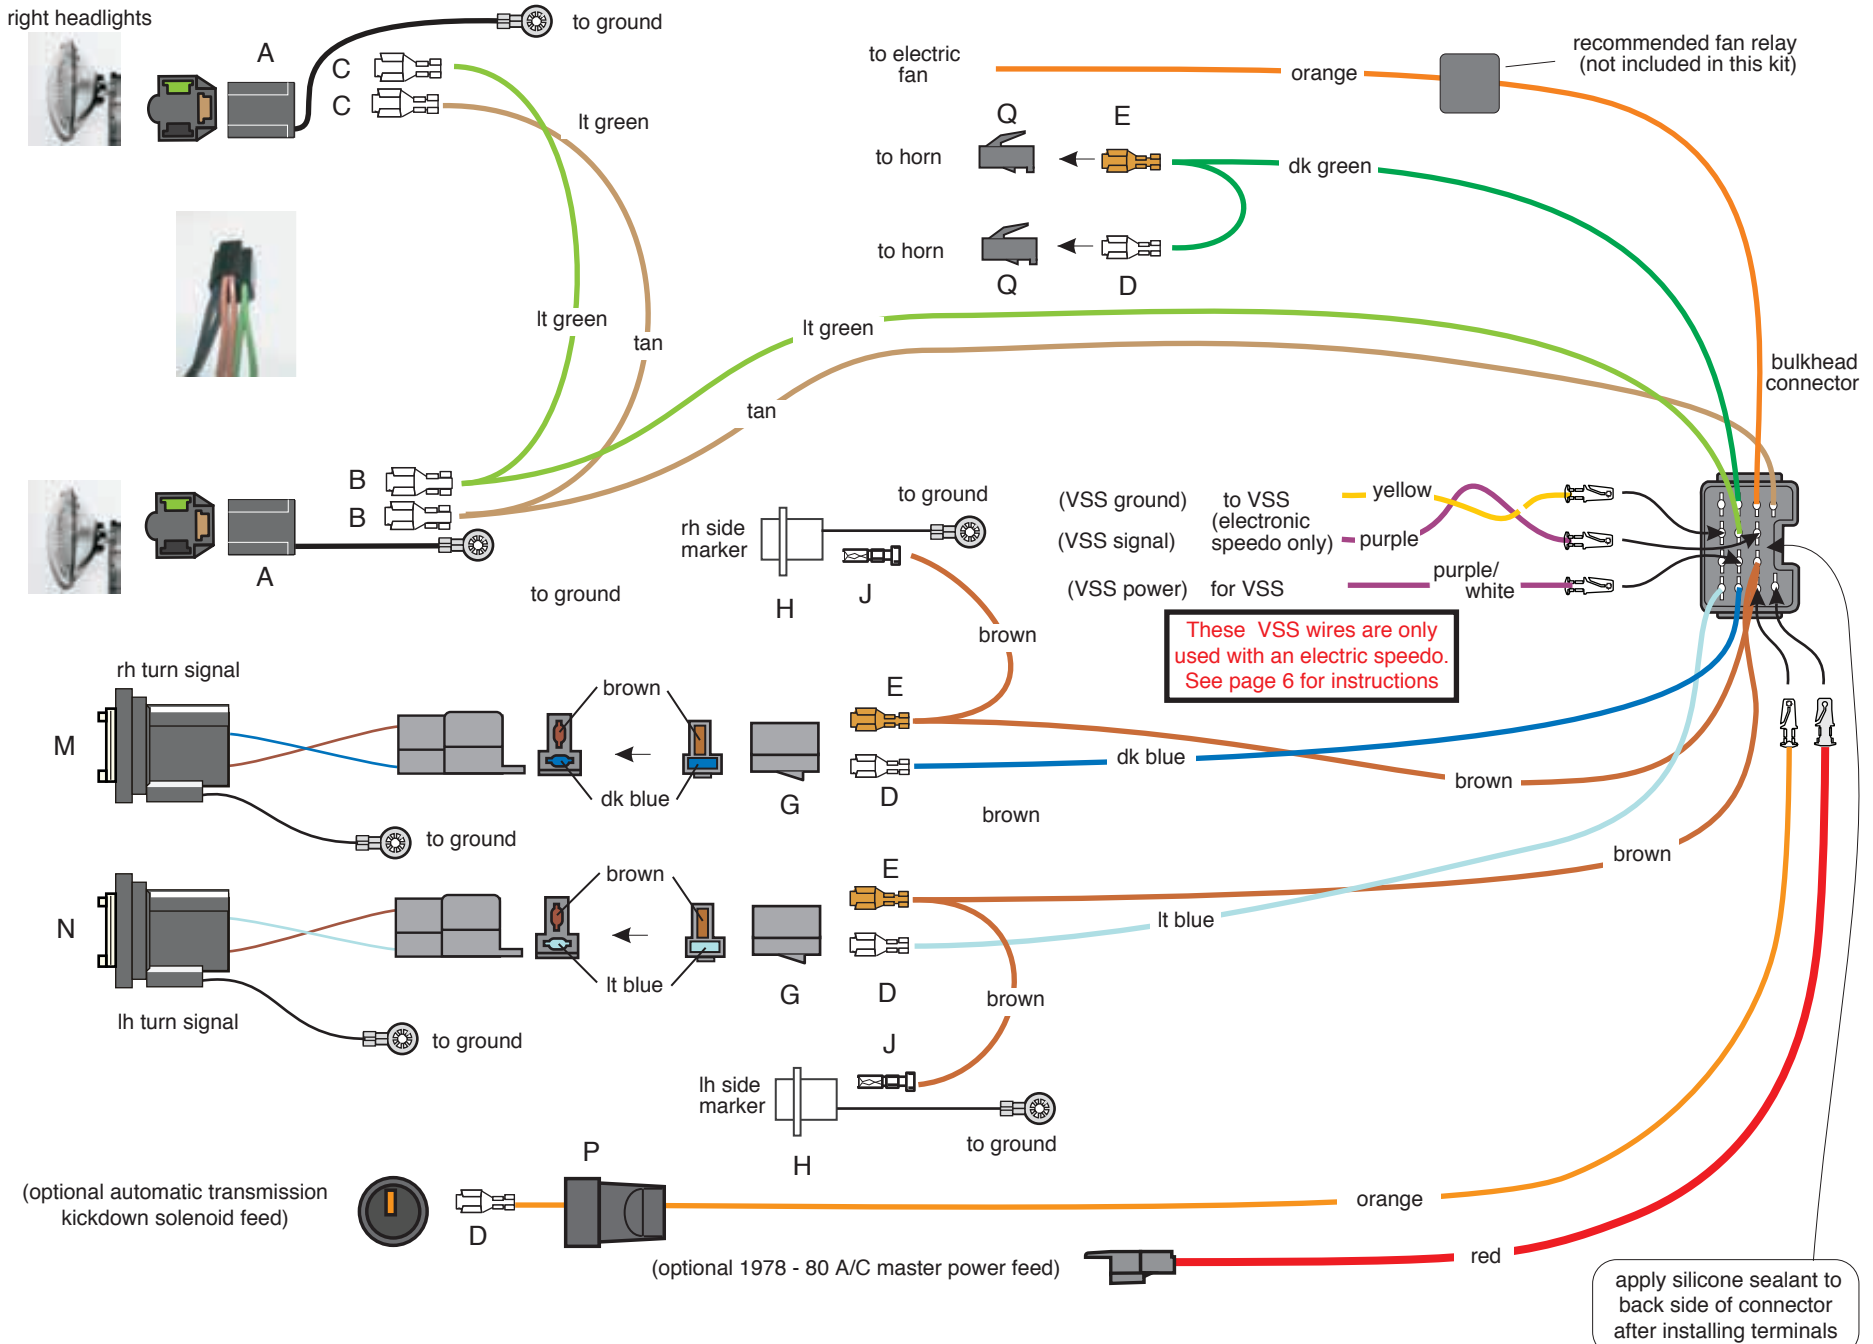 right headlights
A
to ground
C
C
lt green
to electric
fan
orange
recommended fan relay
(not included in this kit)
Q
E
to horn
dk green
to horn
Q
D
lt green
tan
lt green
tan
bulkhead
connector
B
B
A
to ground
to ground
rh side
marker
H
J
brown
(VSS ground)
to VSS
(electronic
speedo only)
yellow
(VSS signal)
purple
(VSS power)
for VSS
purple/
white
These VSS wires are only
used with an electric speedo.
See page 6 for instructions
rh turn signal
M
brown
dk blue
G
E
D
dk blue
brown
brown
to ground
N
brown
lt blue
G
E
D
lt blue
brown
brown
lh turn signal
to ground
J
lh side
marker
H
to ground
P
(optional automatic transmission
kickdown solenoid feed)
D
orange
(optional 1978 - 80 A/C master power feed)
red
apply silicone sealant to
back side of connector
after installing terminals